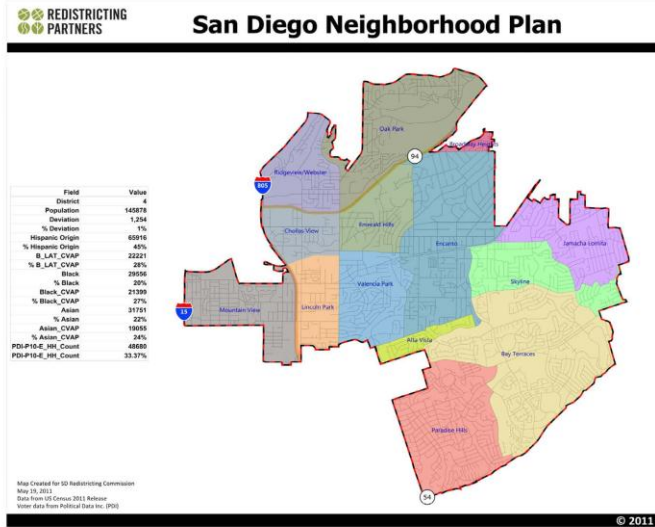 REDISTRICTING
PARTNERS
San Diego Neighborhood Plan
Oak Park
Broadway Heights
94
Ridgeview/Webster
805
Chollas View
Emerald Hills
Encanto
Jamacha Lomita
Skyline
Valencia Park
Mountain View
Lincoln Park
15
Alta Vista
Bay Terraces
Paradise Hills
54
Field Value
District 4
Population 145878
Deviation 1,254
% Deviation 1%
Hispanic Origin 65916
% Hispanic Origin 45%
B_LAT_CVAP 22221
% B_LAT_CVAP 28%
Black 29556
% Black 20%
Black_CVAP 21399
% Black_CVAP 27%
Asian 31751
% Asian 22%
Asian_CVAP 19055
% Asian_CVAP 24%
PDI-P10-E_HH_Count 48680
PDI-P10-E_HH_Count 33.37%
Map Created for SD Redistricting Commission
May 19, 2011
Data from US Census 2011 Release
Voter data from Political Data Inc. (PDI)
© 2011